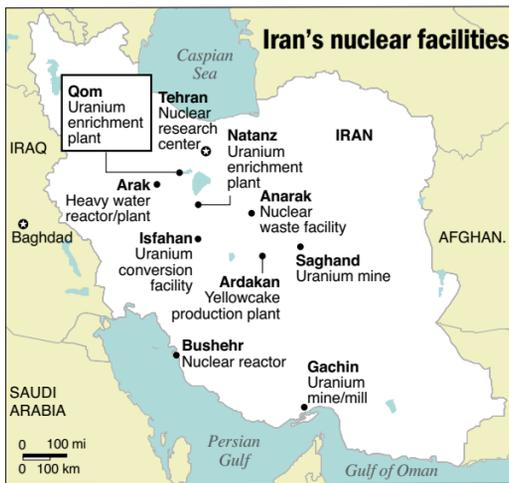 Iran's nuclear facilities
Caspian
Sea
Qom
Uranium
enrichment
plant
Tehran
Nuclear
research
center
Natanz
Uranium
enrichment
plant
IRAN
IRAQ
Arak
Heavy water
reactor/plant
Anarak
Nuclear
waste facility
Baghdad
Isfahan
Uranium
conversion
facility
AFGHAN.
Saghand
Uranium mine
Ardakan
Yellowcake
production plant
Bushehr
Nuclear reactor
Gachin
Uranium
mine/mill
SAUDI
ARABIA
0 100 mi
0 100 km
Persian
Gulf
Gulf of Oman